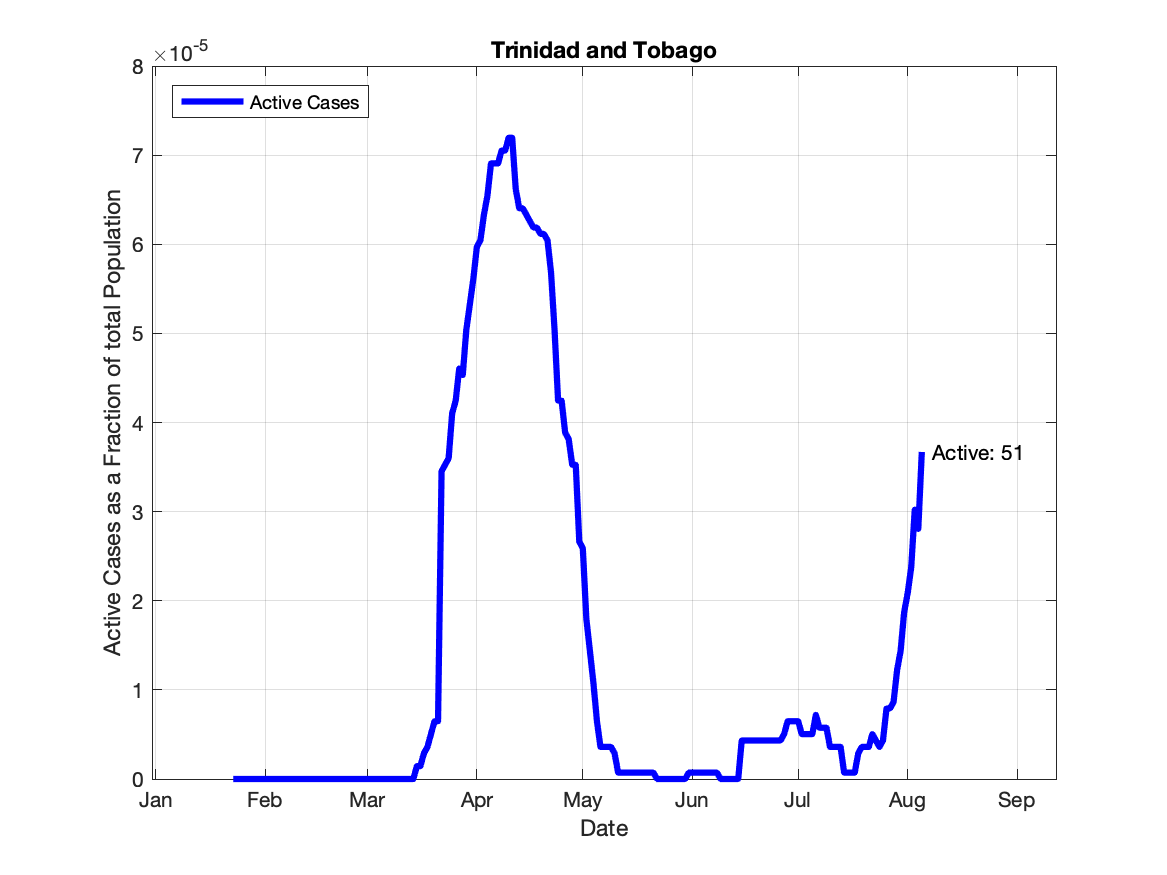 Trinidad and Tobago
×10-5
Active Cases
8
7
6
5
4
3
2
1
0
Active Cases as a Fraction of total Population
Active: 51
Jan Feb Mar Apr May Jun Jul Aug Sep
Date